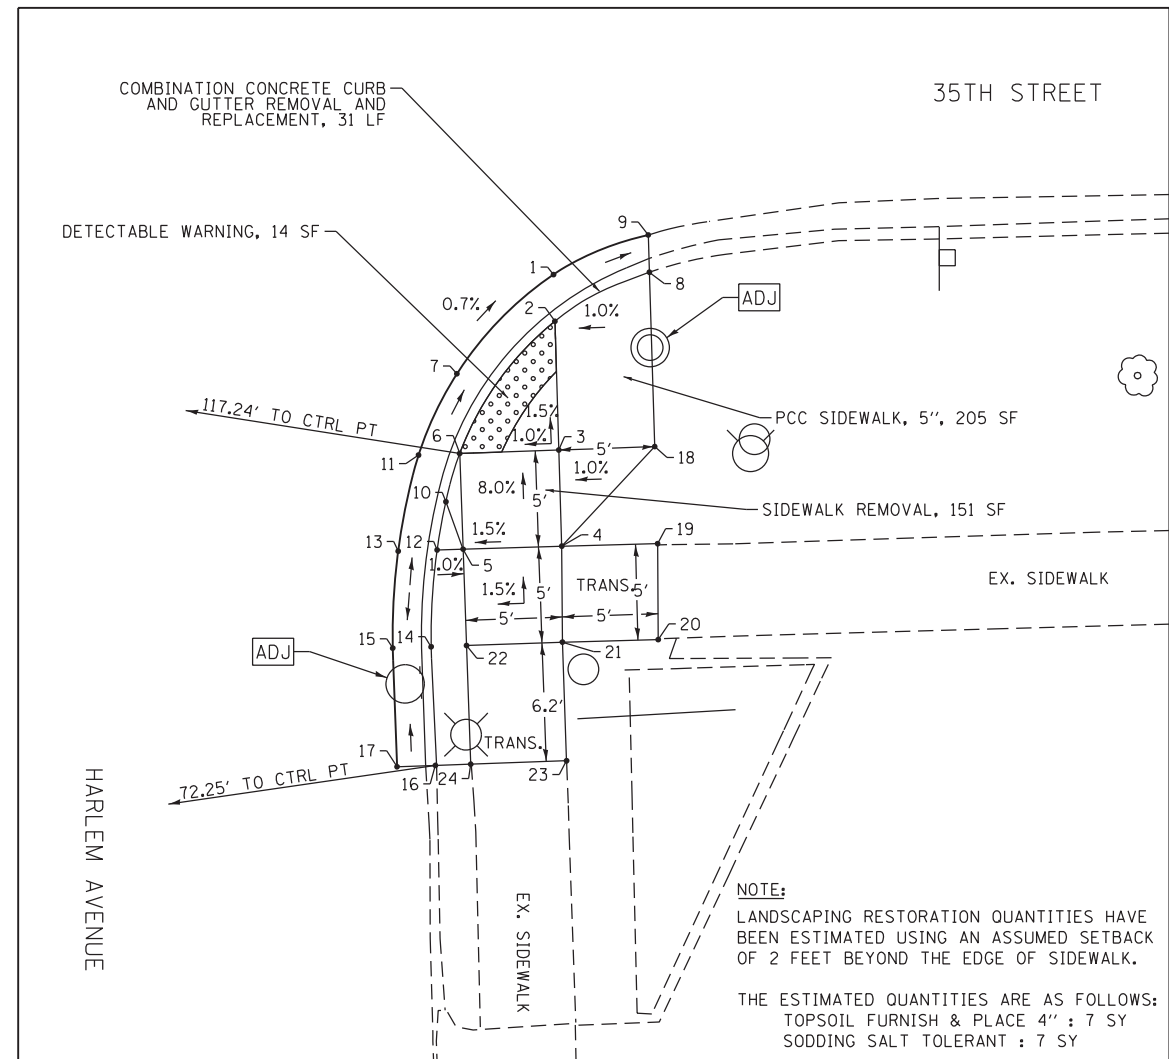 COMBINATION CONCRETE CURB
AND GUTTER REMOVAL AND
REPLACEMENT, 31 LF
35TH STREET
DETECTABLE WARNING, 14 SF
9
1
8
0.7%
2
1.0%
ADJ
7
117.24' TO CTRL PT
1.5%
1.0%
PCC SIDEWALK, 5", 205 SF
6
3
5'
18
11
1.0%
8.0%
5'
10
SIDEWALK REMOVAL, 151 SF
1.5%
13
12
5
4
19
1.0%
1.5%
5'
TRANS.
5'
EX. SIDEWALK
5'
5'
15
14
20
ADJ
22
21
6.2'
TRANS.
17
16
24
23
72.25' TO CTRL PT
HARLEM AVENUE
EX. SIDEWALK
NOTE:
LANDSCAPING RESTORATION QUANTITIES HAVE
BEEN ESTIMATED USING AN ASSUMED SETBACK
OF 2 FEET BEYOND THE EDGE OF SIDEWALK.
THE ESTIMATED QUANTITIES ARE AS FOLLOWS:
TOPSOIL FURNISH & PLACE 4'' : 7 SY
SODDING SALT TOLERANT : 7 SY